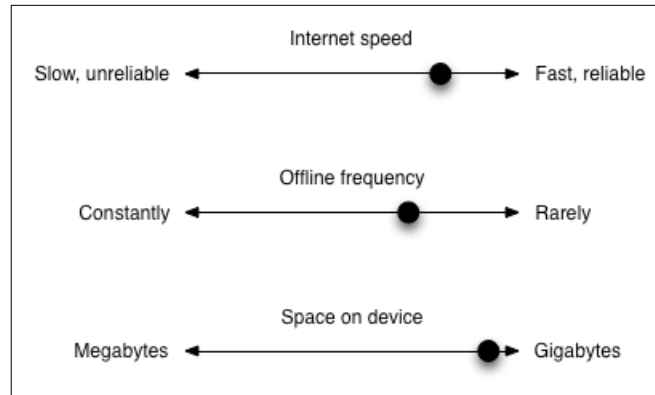 Internet speed
Slow, unreliable Fast, reliable
Offline frequency
Constantly Rarely
Space on device
Megabytes Gigabytes